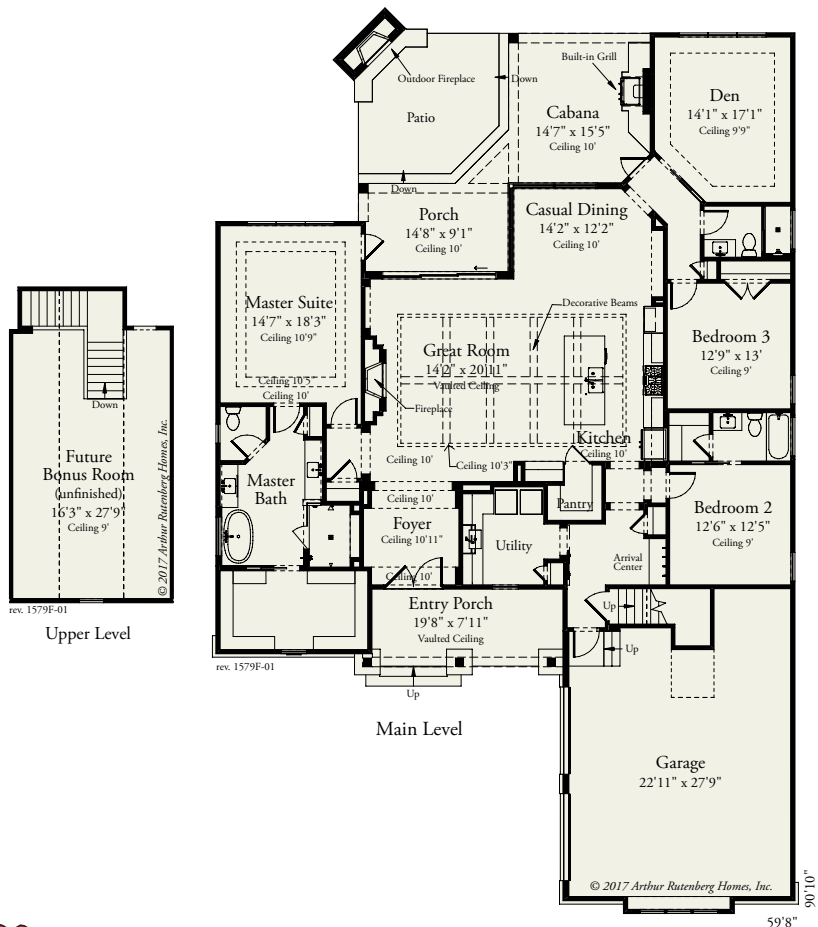 Outdoor Fireplace
Down
Patio
Down
Built-in Grill
Cabana
14'7" x 15'5"
Ceiling 10'
Den
14'1" x 17'1"
Ceiling 9'9"
Porch
14'8" x 9'1"
Ceiling 10'
Casual Dining
14'2" x 12'2"
Ceiling 10'
Master Suite
14'7" x 18'3"
Ceiling 10'9"
Ceiling 10'5"
Ceiling 10'
Decorative Beams
Great Room
14'2" x 20'11"
Vaulted Ceiling
Fireplace
Bedroom 3
12'9" x 13'
Ceiling 9'
Kitchen
Ceiling 10'
Ceiling 10'
Ceiling 10'3"
Down
Future
Bonus Room
(unfinished)
16'3" x 27'9"
Ceiling 9'
© 2017 Arthur Rutenberg Homes, Inc.
rev. 1579F-01
Upper Level
Master
Bath
Ceiling 10'
Foyer
Ceiling 10'11"
Ceiling 10'
Pantry
Utility
Bedroom 2
12'6" x 12'5"
Ceiling 9'
Arrival
Center
Up
Up
Entry Porch
19'8" x 7'11"
Vaulted Ceiling
rev. 1579F-01
Up
Main Level
Garage
22'11" x 27'9"
© 2017 Arthur Rutenberg Homes, Inc.
90'10"
59'8"